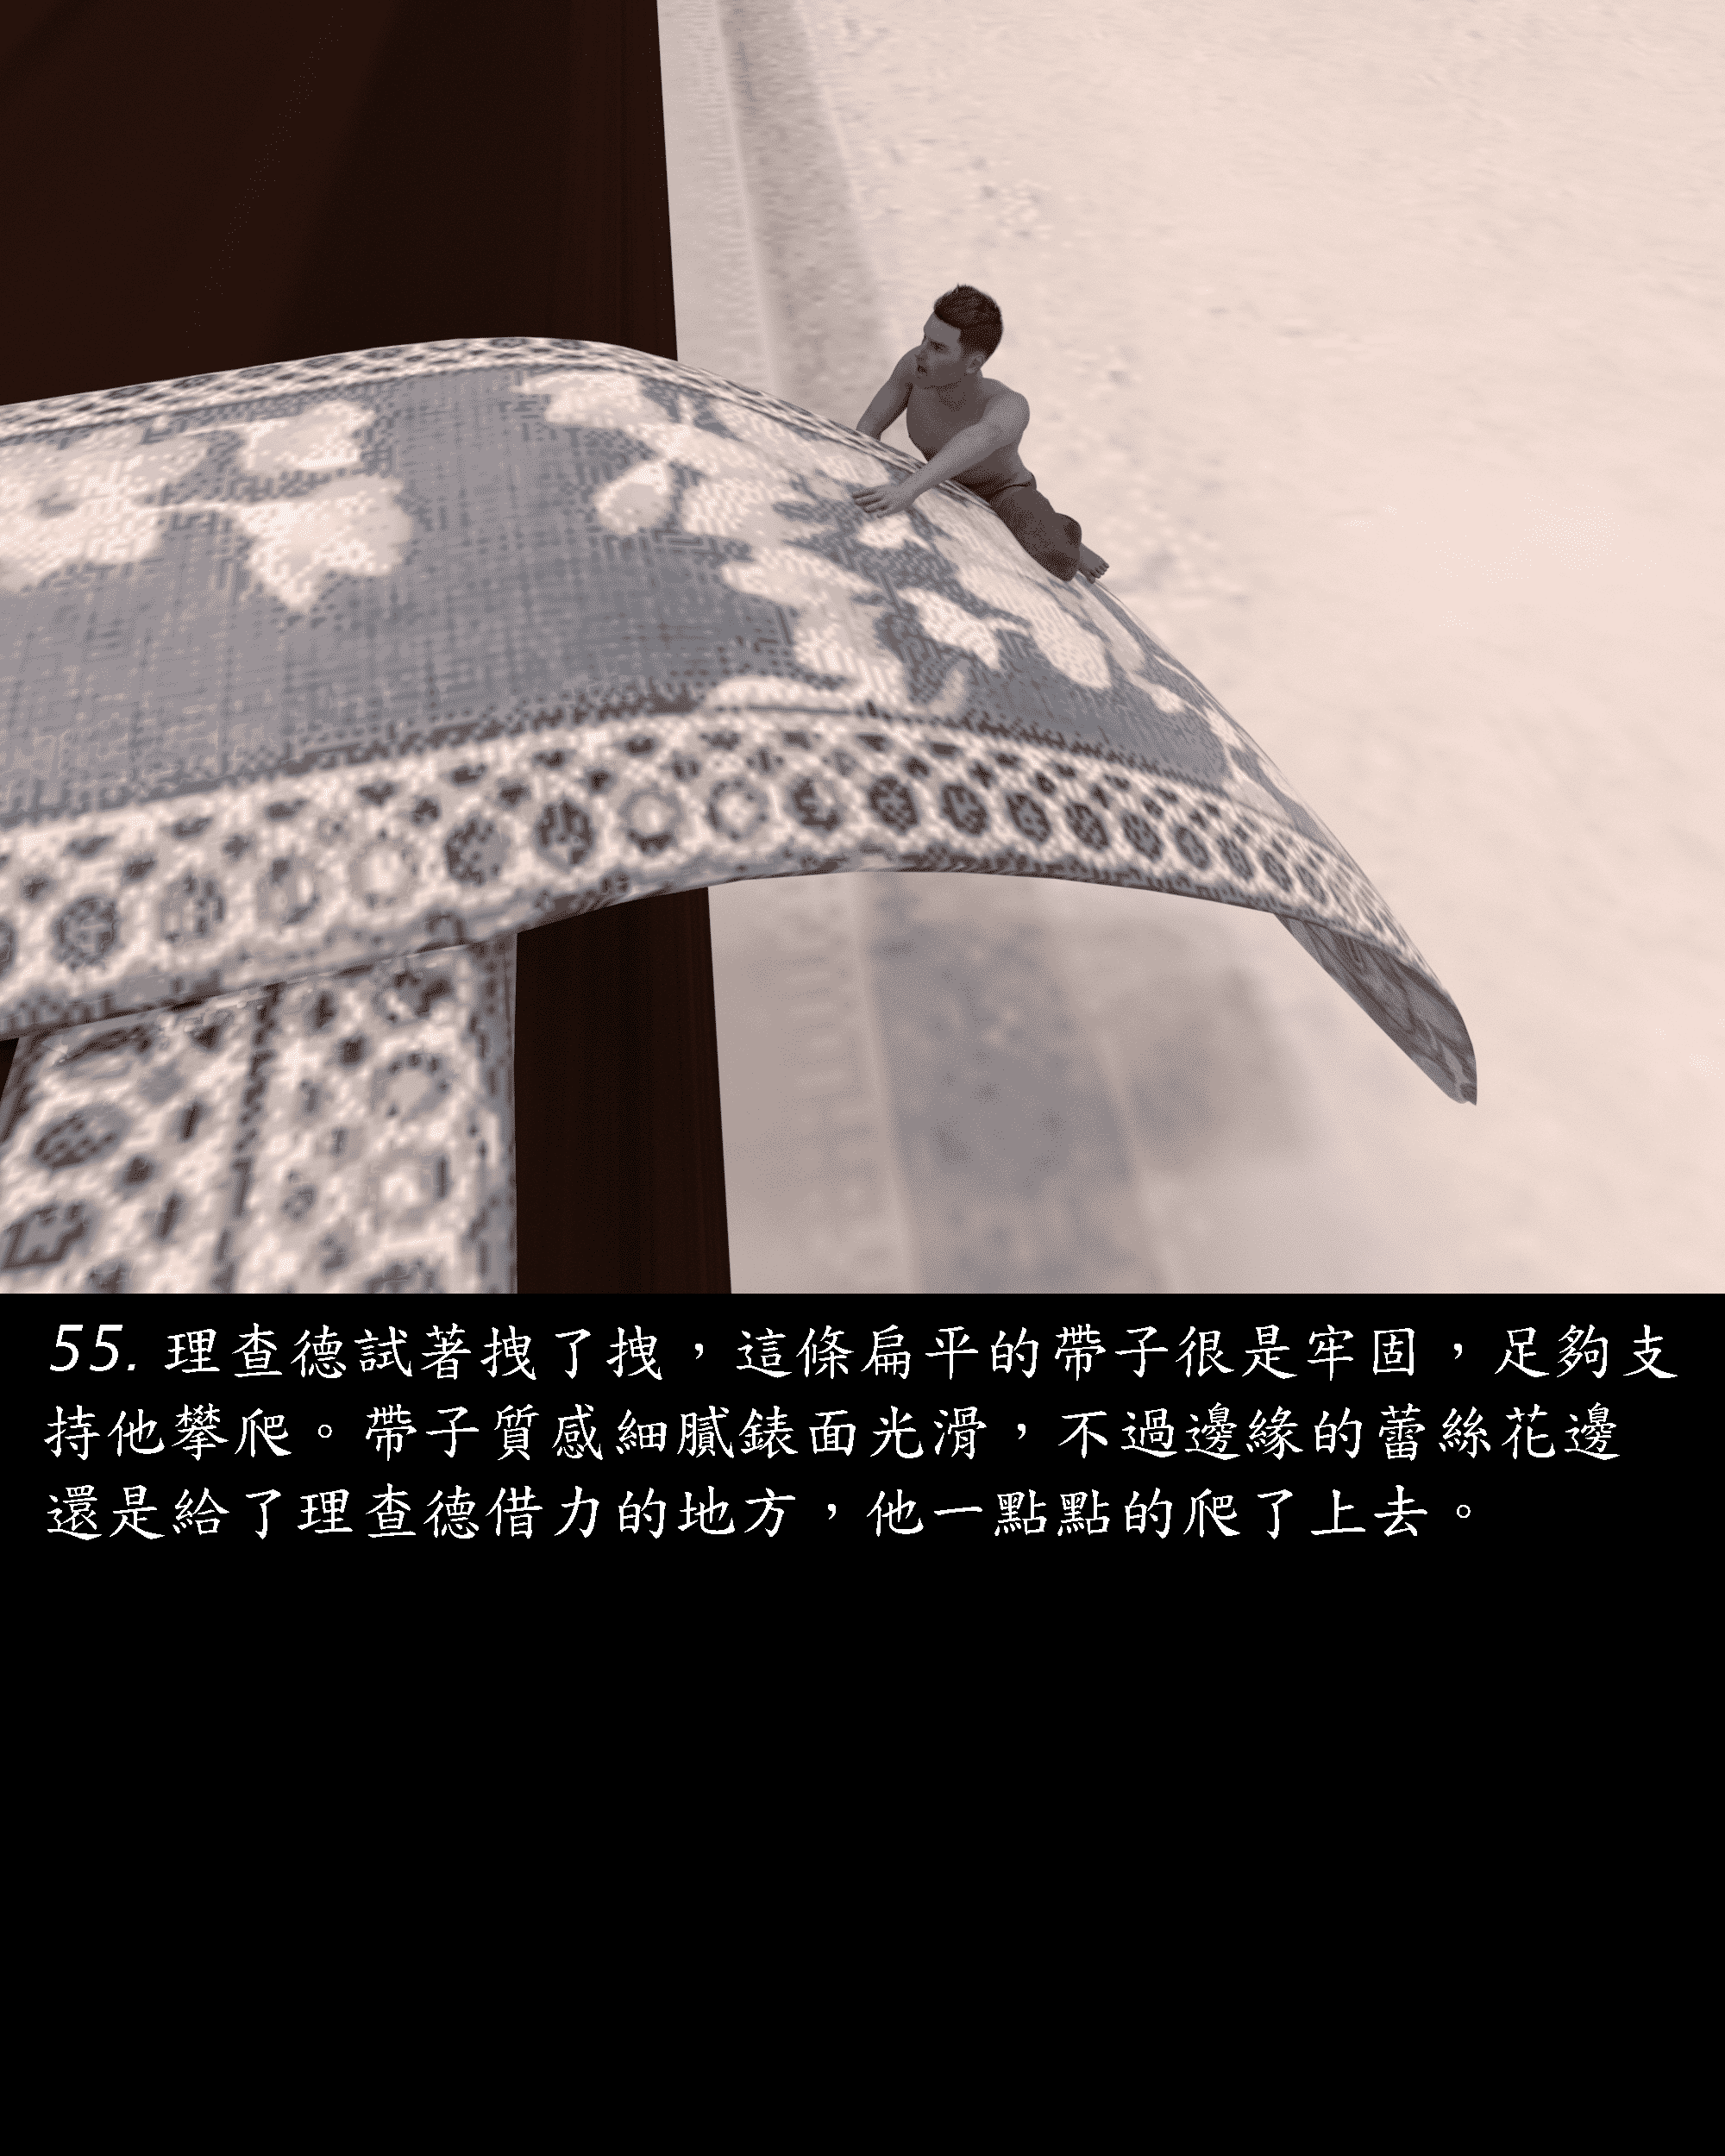 55. 理查德試著拽了拽，這條扁平的帶子很是牢固，足夠支
持他攀爬。帶子質感細膩錶面光滑，不過邊緣的蕾絲花邊
還是給了理查德借力的地方，他一點點的爬了上去。